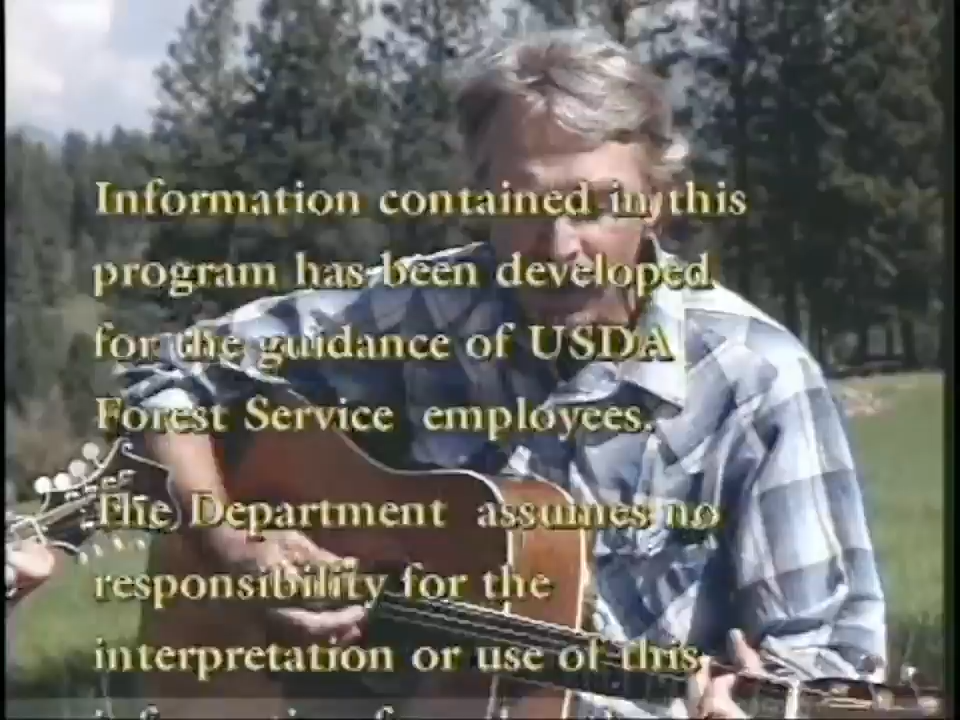 Information contained in this
program has been developed
for the guidance of USDA
Forest Service employees.
The Department assumes no
responsibility for the
interpretation or use of this